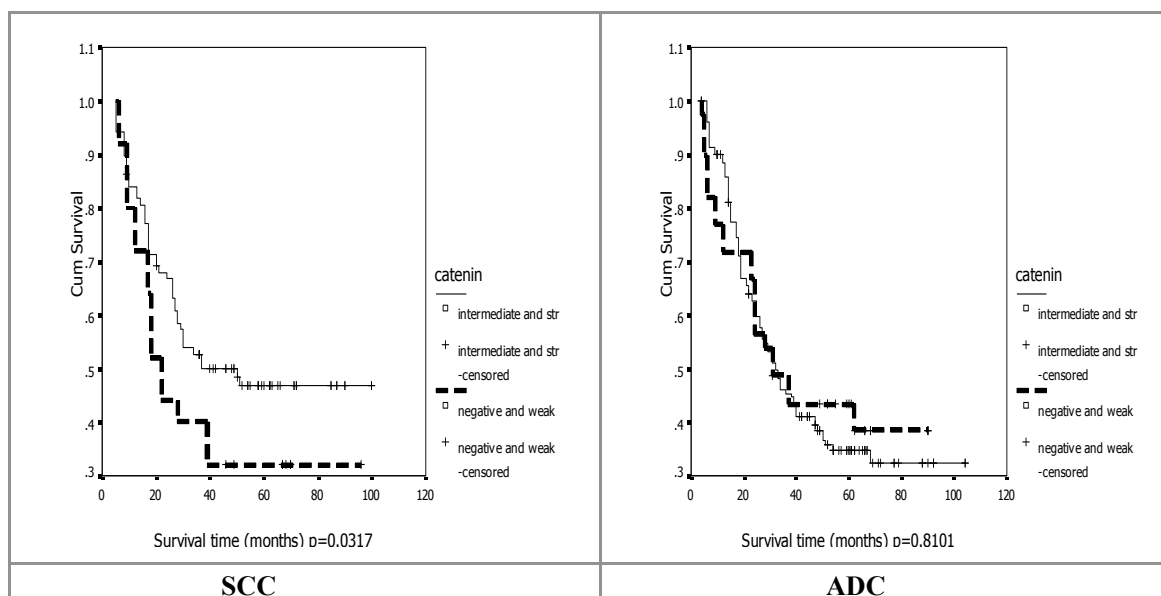 1.1
1.0
.9
.8
.7
.6
.5
.4
.3
Cum Survival
0 20 40 60 80 100 120
Survival time (months) p=0.0317
catenin
intermediate and str
intermediate and str
-censored
negative and weak
negative and weak
-censored
1.1
1.0
.9
.8
.7
.6
.5
.4
.3
Cum Survival
0 20 40 60 80 100 120
Survival time (months) p=0.8101
catenin
intermediate and str
intermediate and str
-censored
negative and weak
negative and weak
-censored
SCC
ADC